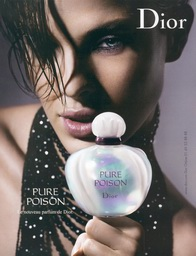 Dior
PURE
POISON
Dior
PURE
POISON
le nouveau parfum de Dior